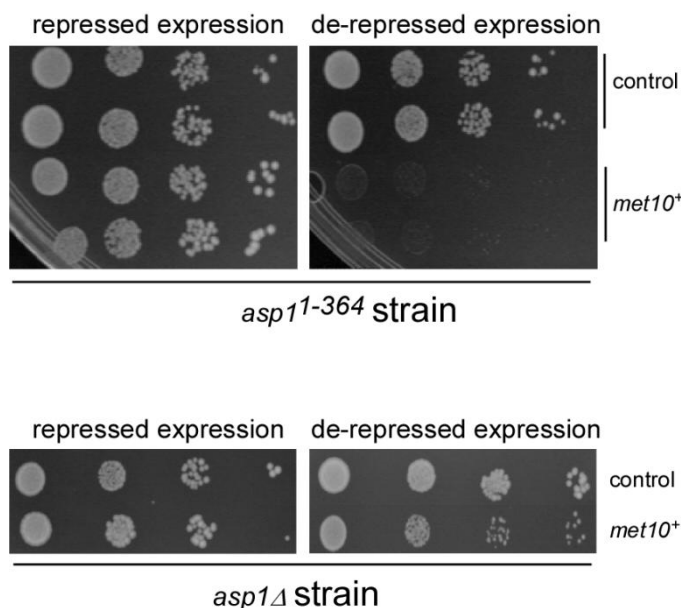 repressed expression de-repressed expression
control
met10⁺
asp1¹⁻³⁶⁴ strain
repressed expression de-repressed expression
control
met10⁺
asp1Δ strain